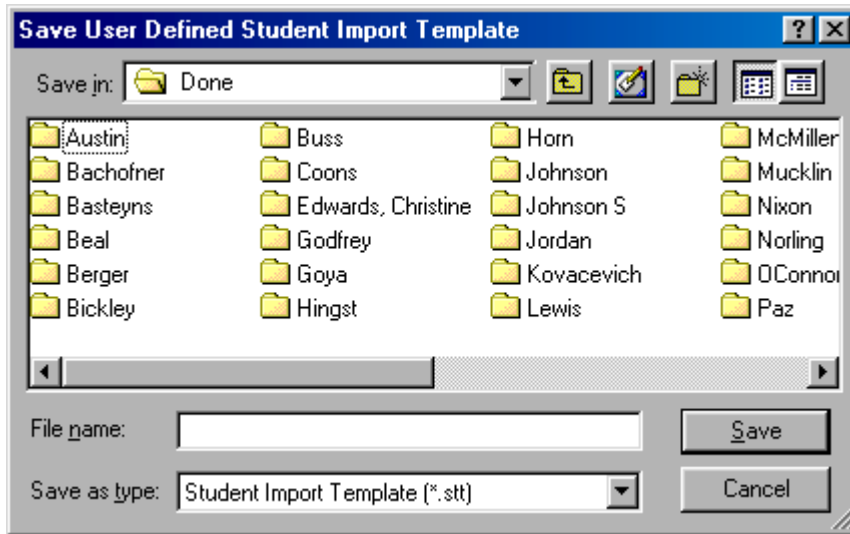 Save User Defined Student Import Template
Save in: Done
Austin Buss Horn McMiller
Bachofner Coons Johnson Mucklin
Basteyns Edwards, Christine Johnson S Nixon
Beal Godfrey Jordan Norling
Berger Goya Kovacevich OConnor
Bickley Hingst Lewis Paz
File name: Save
Save as type: Student Import Template (*.stt) Cancel